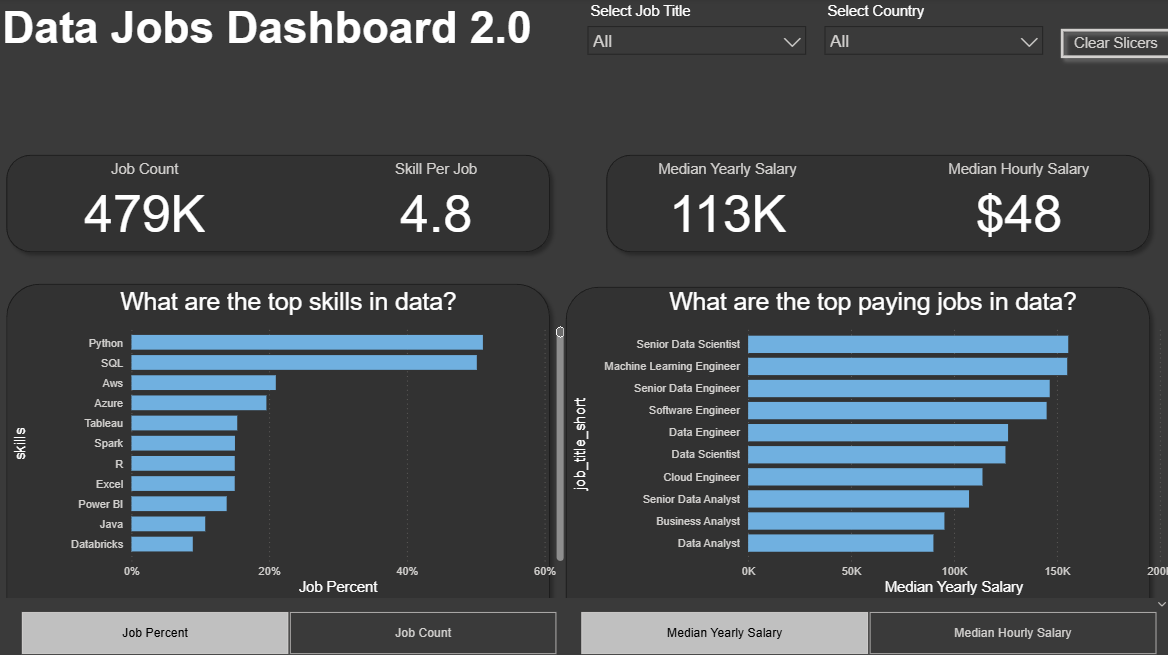 Data Jobs Dashboard 2.0
Select Job Title
All
Select Country
All
Clear Slicers
Job Count
479K
Skill Per Job
4.8
Median Yearly Salary
113K
Median Hourly Salary
$48
What are the top skills in data?
skills
Python
SQL
Aws
Azure
Tableau
Spark
R
Excel
Power BI
Java
Databricks
0% 20% 40% 60%
Job Percent
What are the top paying jobs in data?
job_title_short
Senior Data Scientist
Machine Learning Engineer
Senior Data Engineer
Software Engineer
Data Engineer
Data Scientist
Cloud Engineer
Senior Data Analyst
Business Analyst
Data Analyst
0K 50K 100K 150K 200K
Median Yearly Salary
Job Percent
Job Count
Median Yearly Salary
Median Hourly Salary